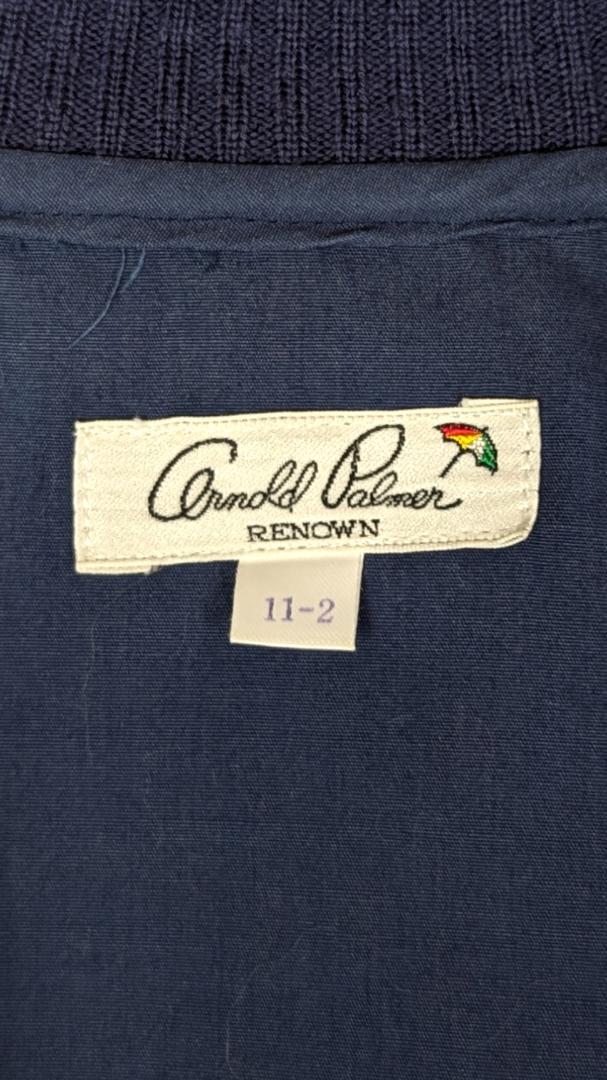 Arnold Palmer
RENOWN
11-2